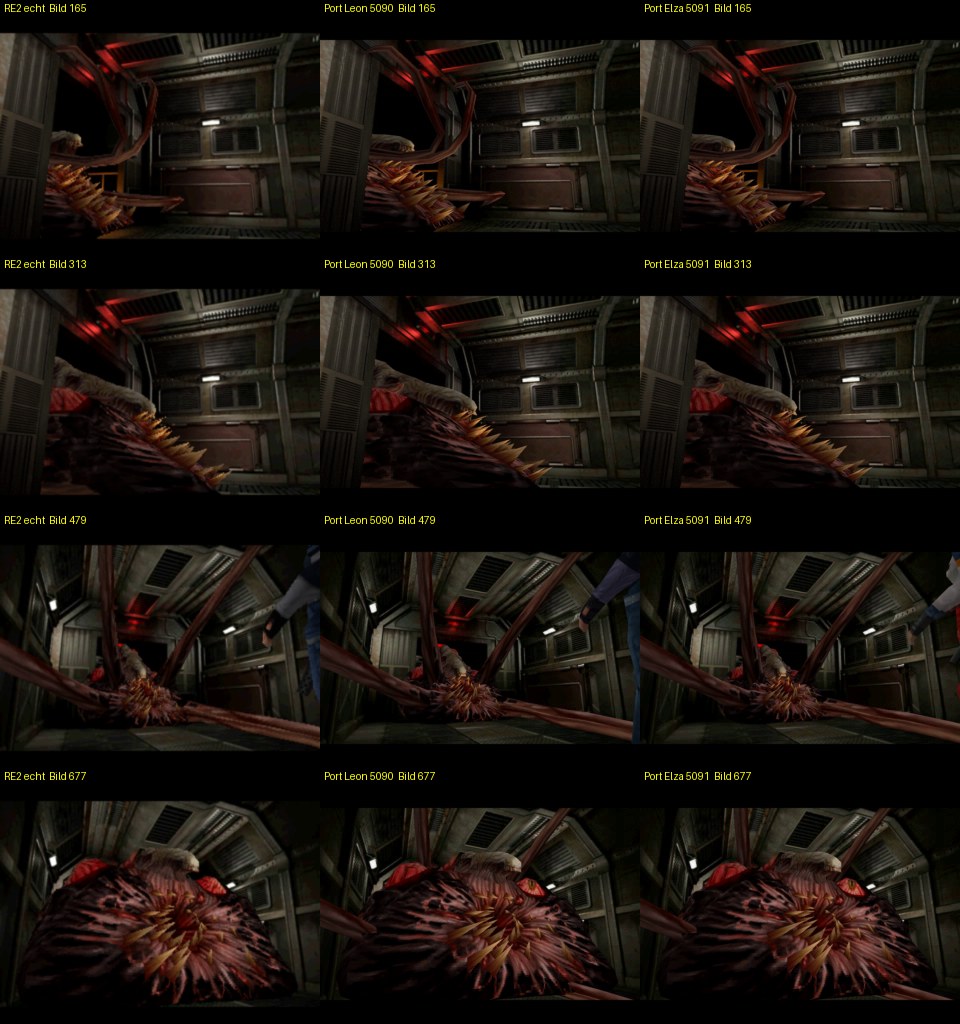 RE2 echt Bild 165
Port Leon 5090 Bild 165
Port Elza 5091 Bild 165
RE2 echt Bild 313
Port Leon 5090 Bild 313
Port Elza 5091 Bild 313
RE2 echt Bild 479
Port Leon 5090 Bild 479
Port Elza 5091 Bild 479
RE2 echt Bild 677
Port Leon 5090 Bild 677
Port Elza 5091 Bild 677